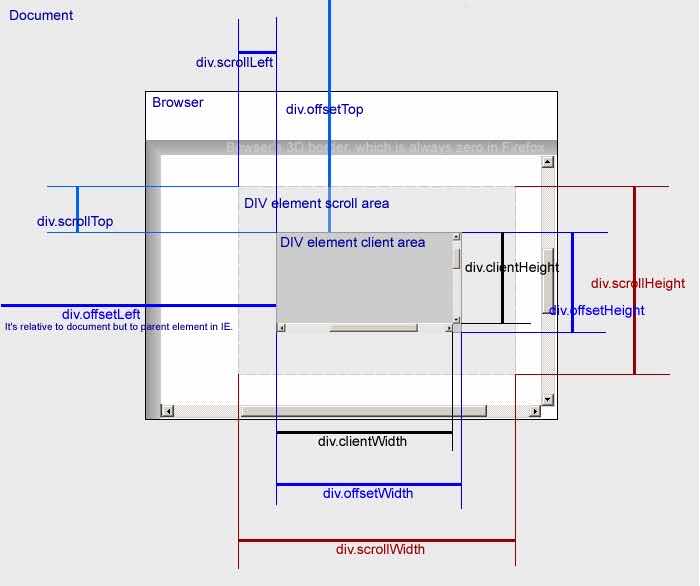 Document
div.scrollLeft
Browser
div.offsetTop
Bowser's 3D border, which is always zero in Firefox
DIV element scroll area
div.scrollTop
DIV element client area
div.clientHeight
div.scrollHeight
div.offsetLeft
div.offsetHeight
It's relative to document but to parent element in IE.
div.clientWidth
div.offsetWidth
div.scrollWidth